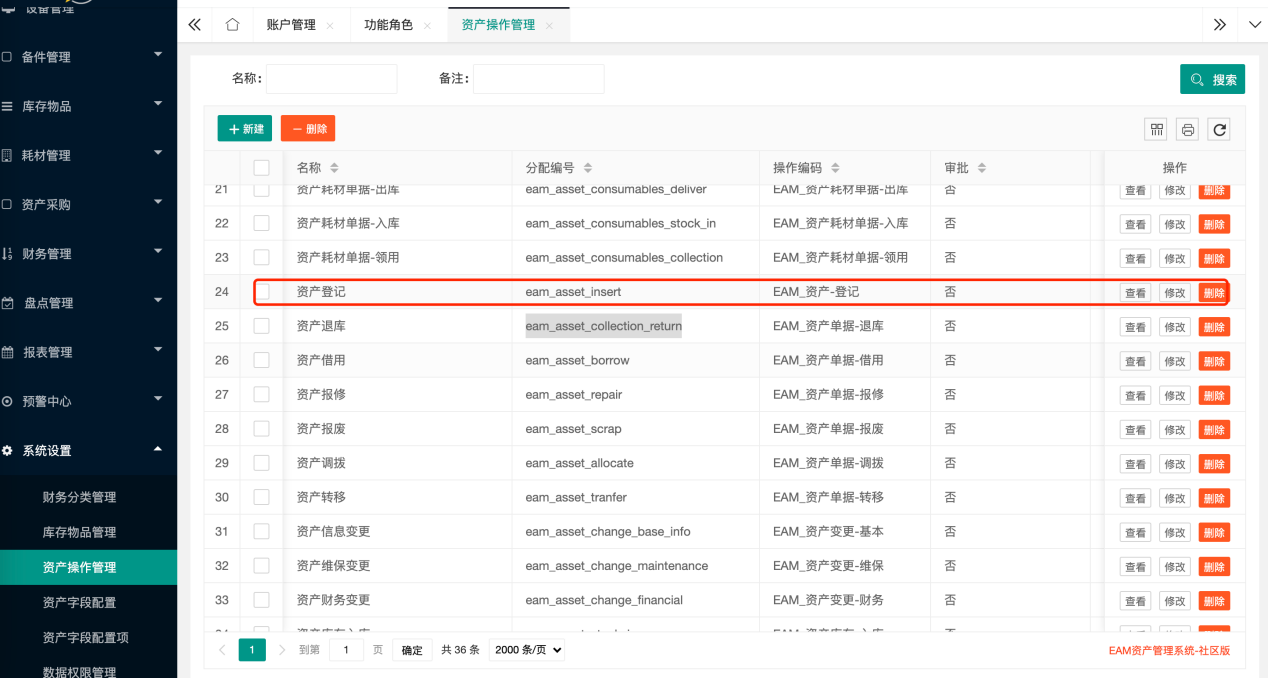 设备管理
账户管理 功能角色 资产操作管理
备件管理
名称: 备注: 搜索
库存物品
新建 删除
耗材管理
名称 分配编号 操作编码 审批 操作
21 资产耗材单据-出库 eam_asset_consumables_deliver EAM_资产耗材单据-出库 否 查看 修改 删除
资产采购
22 资产耗材单据-入库 eam_asset_consumables_stock_in EAM_资产耗材单据-入库 否 查看 修改 删除
财务管理
23 资产耗材单据-领用 eam_asset_consumables_collection EAM_资产耗材单据-领用 否 查看 修改 删除
盘点管理
24 资产登记 eam_asset_insert EAM_资产-登记 否 查看 修改 删除
25 资产退库 eam_asset_collection_return EAM_资产单据-退库 否 查看 修改 删除
报表管理
26 资产借用 eam_asset_borrow EAM_资产单据-借用 否 查看 修改 删除
预警中心
27 资产报修 eam_asset_repair EAM_资产单据-报修 否 查看 修改 删除
28 资产报废 eam_asset_scrap EAM_资产单据-报废 否 查看 修改 删除
系统设置
29 资产调拨 eam_asset_allocate EAM_资产单据-调拨 否 查看 修改 删除
财务分类管理
30 资产转移 eam_asset_tranfer EAM_资产单据-转移 否 查看 修改 删除
库存物品管理
31 资产信息变更 eam_asset_change_base_info EAM_资产变更-基本 否 查看 修改 删除
资产操作管理
32 资产维保变更 eam_asset_change_maintenance EAM_资产变更-维保 否 查看 修改 删除
资产字段配置
33 资产财务变更 eam_asset_change_financial EAM_资产变更-财务 否 查看 修改 删除
资产字段配置项
1 到第 1 页 确定 共 36 条 2000 条/页 EAM资产管理系统-社区版
数据权限管理